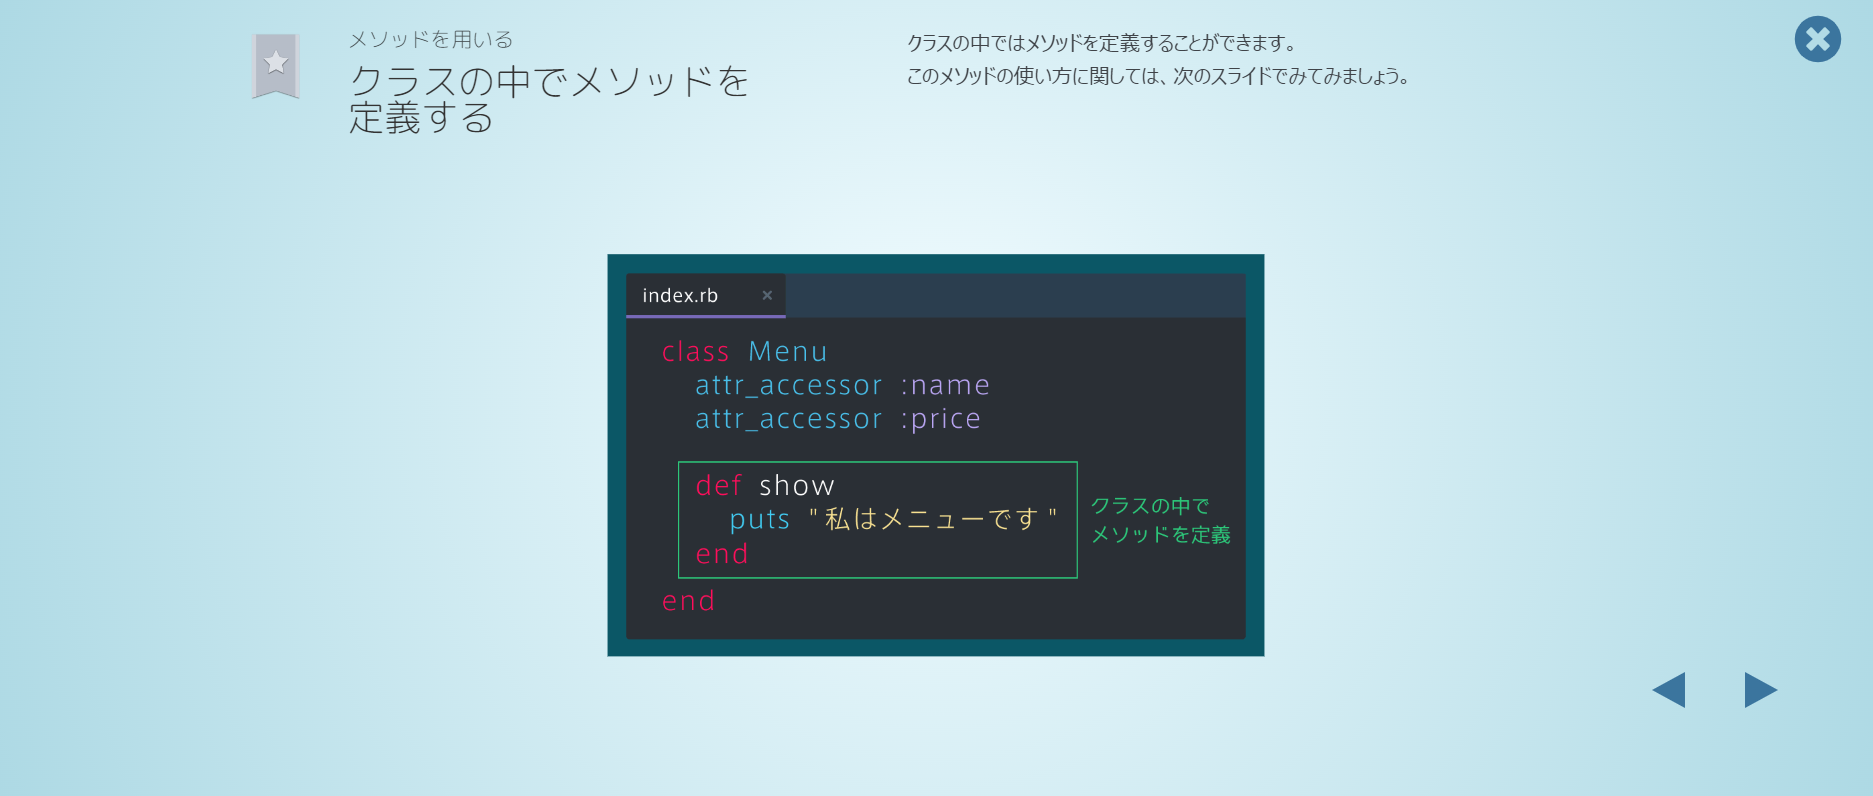 メソッドを用いる
クラスの中でメソッドを
定義する
クラスの中ではメソッドを定義することができます。
このメソッドの使い方に関しては、次のスライドでみてみましょう。
index.rb
class Menu
attr_accessor :name
attr_accessor :price
def show
puts "私はメニューです"
end
end
クラスの中で
メソッドを定義